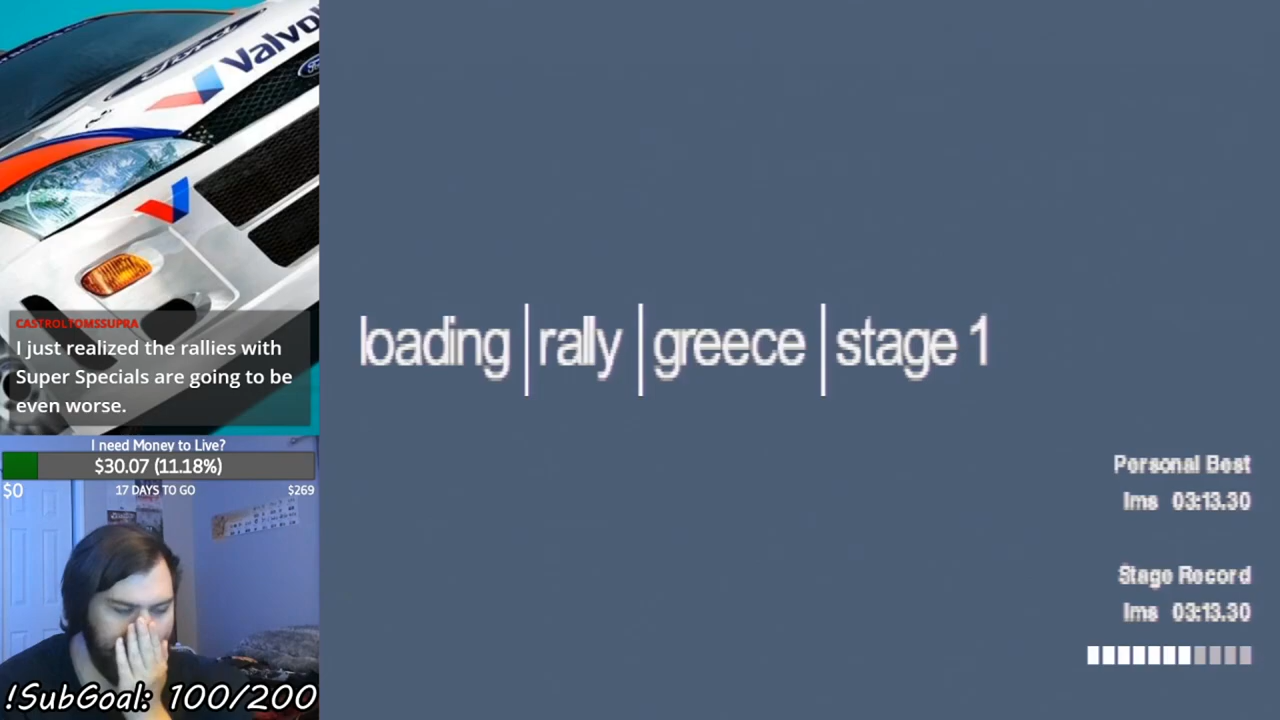 Valvol
Ford
CASTROLTOMSSUPRA
I just realized the rallies with
Super Specials are going to be
even worse.
I need Money to Live?
$30.07 (11.18%)
$0 17 DAYS TO GO $269
!SubGoal: 100/200
loading | rally | greece | stage 1
Personal Best
lms 03:13.30
Stage Record
lms 03:13.30